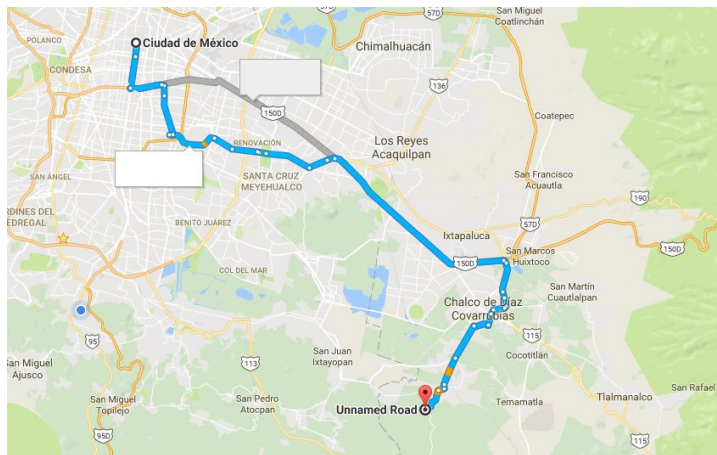 San Miguel
Coatlinchán
57D
57D
POLANCO
Ciudad de México
Chimalhuacán
CONDESA
136
150D
Coatepec
RENOVACIÓN
Los Reyes
Acaquilpan
SAN ÁNGEL
SANTA CRUZ
MEYEHUALCO
San Francisco
Acuautla
190
RDINES DEL
EDREGAL
BENITO JUÁREZ
57D
Ixtapaluca
150D
San Marcos
Huixtoco
150D
COL DEL MAR
San Martín
Cuautlalpan
Chalco de Díaz
Covarrubias
95
115
San Juan
Ixtayopan
Cocotitlán
San Miguel
Ajusco
113
San Rafael
San Miguel
Topilejo
San Pedro
Atocpan
Unnamed Road
Temamatla
Tlalmanalco
95D
115